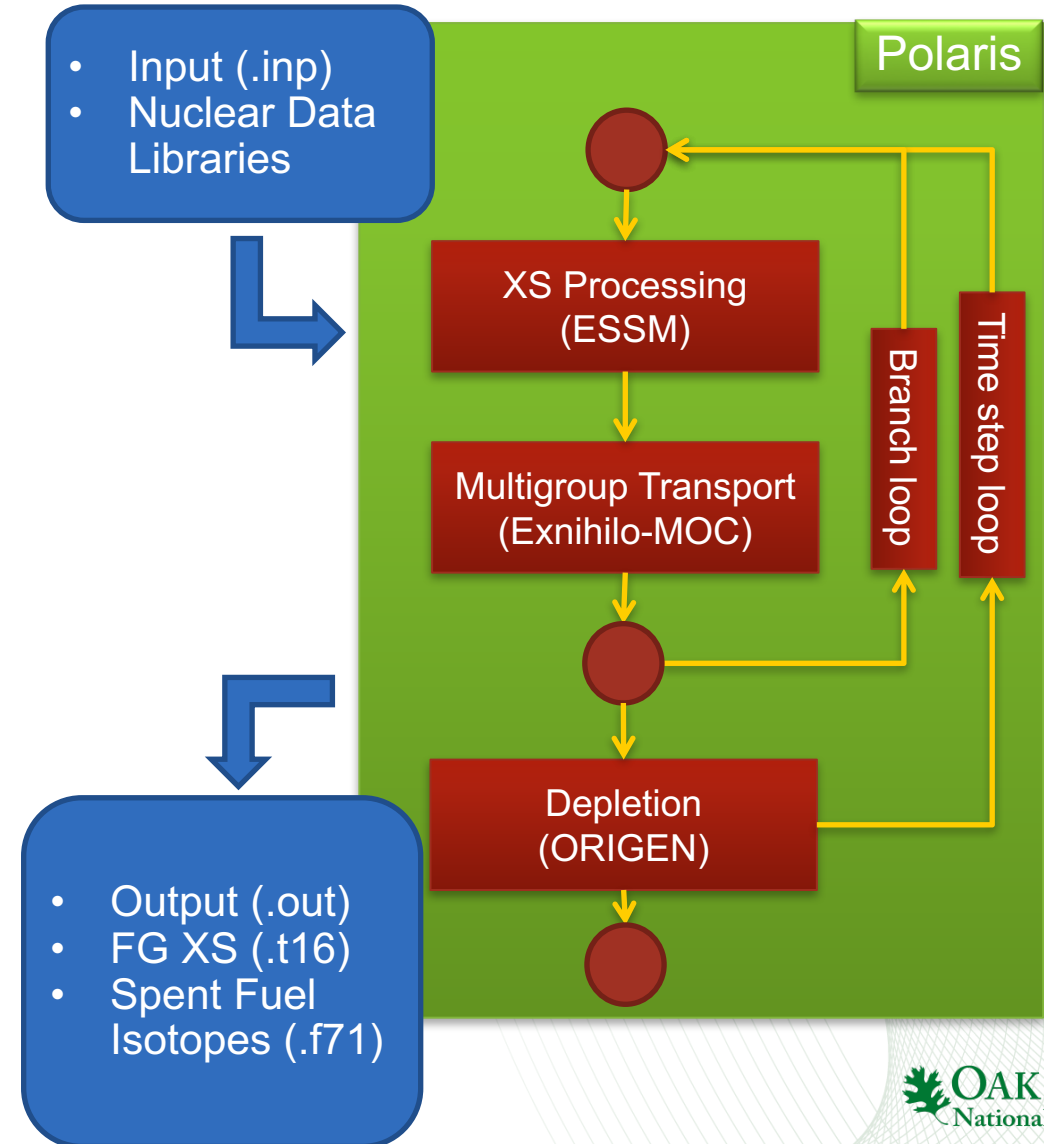 • Input (.inp)
• Nuclear Data
Libraries
Polaris
XS Processing
(ESSM)
Multigroup Transport
(Exnihilo-MOC)
Branch loop
Time step loop
Depletion
(ORIGEN)
• Output (.out)
• FG XS (.t16)
• Spent Fuel
Isotopes (.f71)
OAK
Nationa